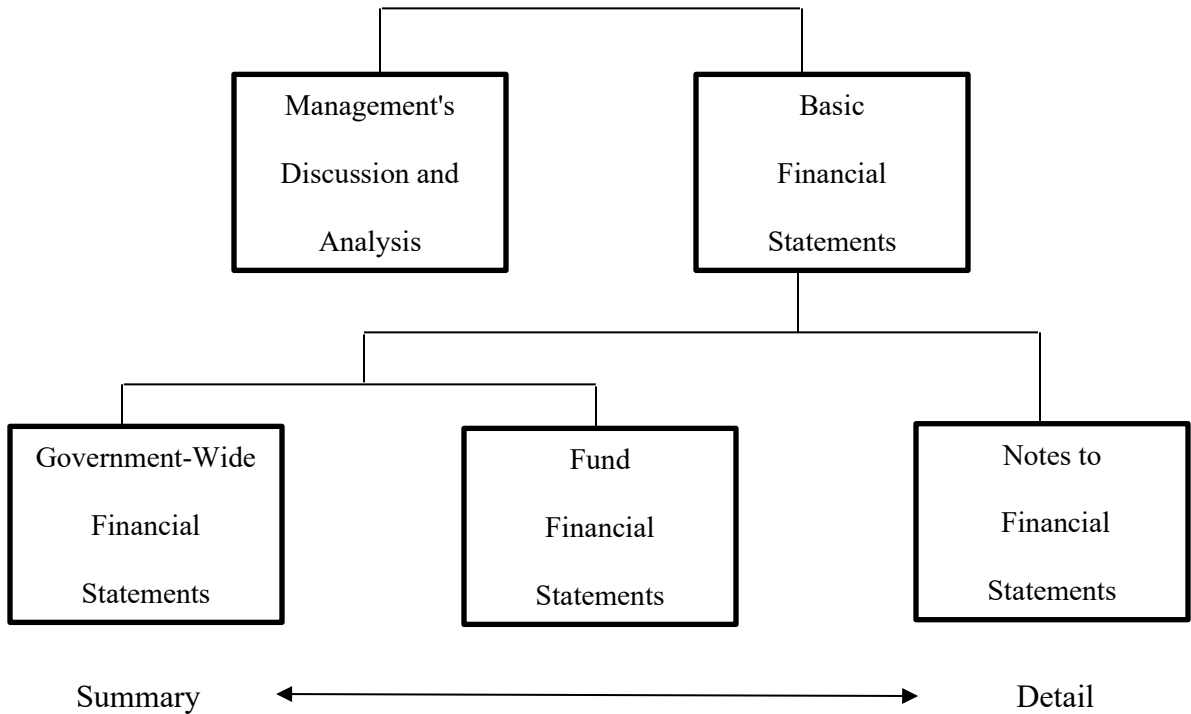 Management's
Discussion and
Analysis
Basic
Financial
Statements
Government-Wide
Financial
Statements
Fund
Financial
Statements
Notes to
Financial
Statements
Summary
Detail